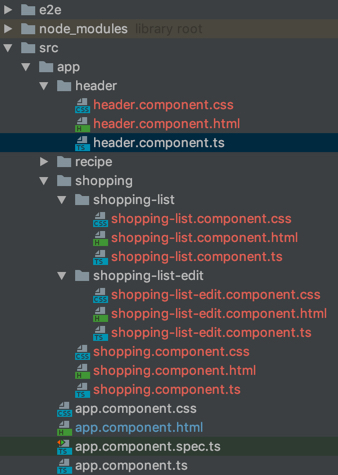 e2e
node_modules library root
src
app
header
header.component.css
header.component.html
header.component.ts
recipe
shopping
shopping-list
shopping-list.component.css
shopping-list.component.html
shopping-list.component.ts
shopping-list-edit
shopping-list-edit.component.css
shopping-list-edit.component.html
shopping-list-edit.component.ts
shopping.component.css
shopping.component.html
shopping.component.ts
app.component.css
app.component.html
app.component.spec.ts
app.component.ts